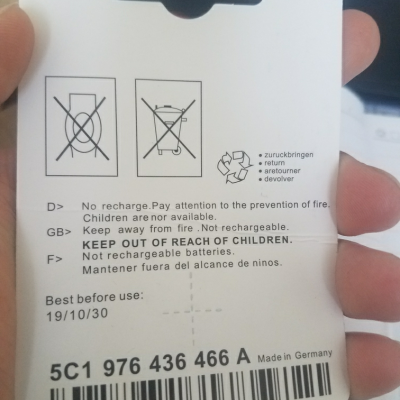 • zuruckbringen
• return
• aretourner
• devolver
D> No recharge.Pay attention to the prevention of fire.
Children are nor available.
GB> Keep away from fire .Not rechargeable.
KEEP OUT OF REACH OF CHILDREN.
F> Not rechargeable batteries.
Mantener fuera del alcance de ninos.
Best before use:
19/10/30
5C1 976 436 466 A Made in Germany